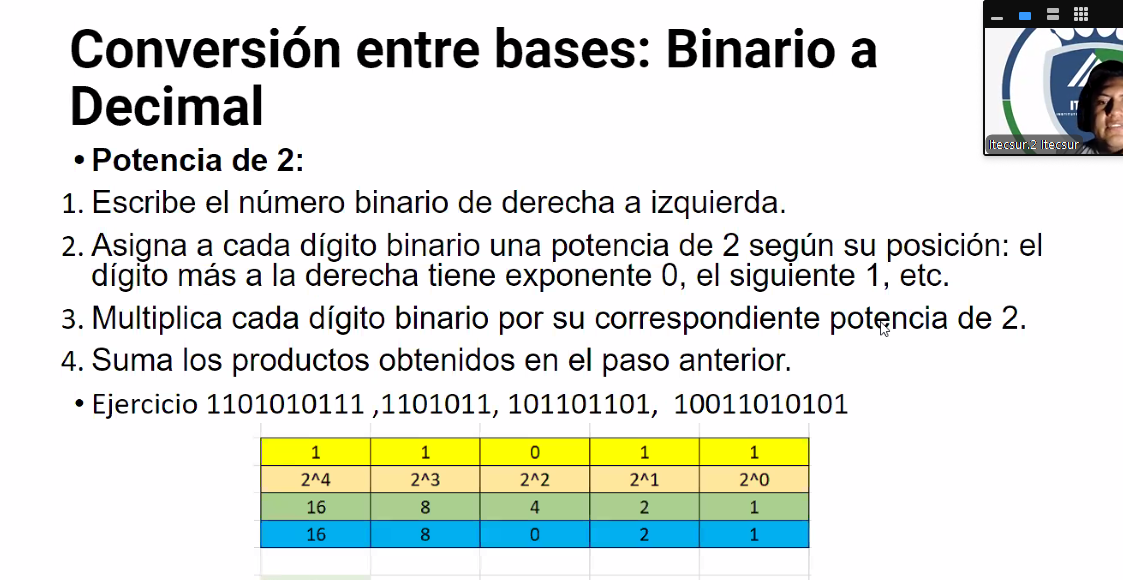 Conversión entre bases: Binario a
Decimal
• Potencia de 2:
1. Escribe el número binario de derecha a izquierda.
2. Asigna a cada dígito binario una potencia de 2 según su posición: el
dígito más a la derecha tiene exponente 0, el siguiente 1, etc.
3. Multiplica cada dígito binario por su correspondiente potencia de 2.
4. Suma los productos obtenidos en el paso anterior.
• Ejercicio 1101010111 ,1101011, 101101101, 10011010101
1 1 0 1 1
2^4 2^3 2^2 2^1 2^0
16 8 4 2 1
16 8 0 2 1
Itecsur.2 Itecsur